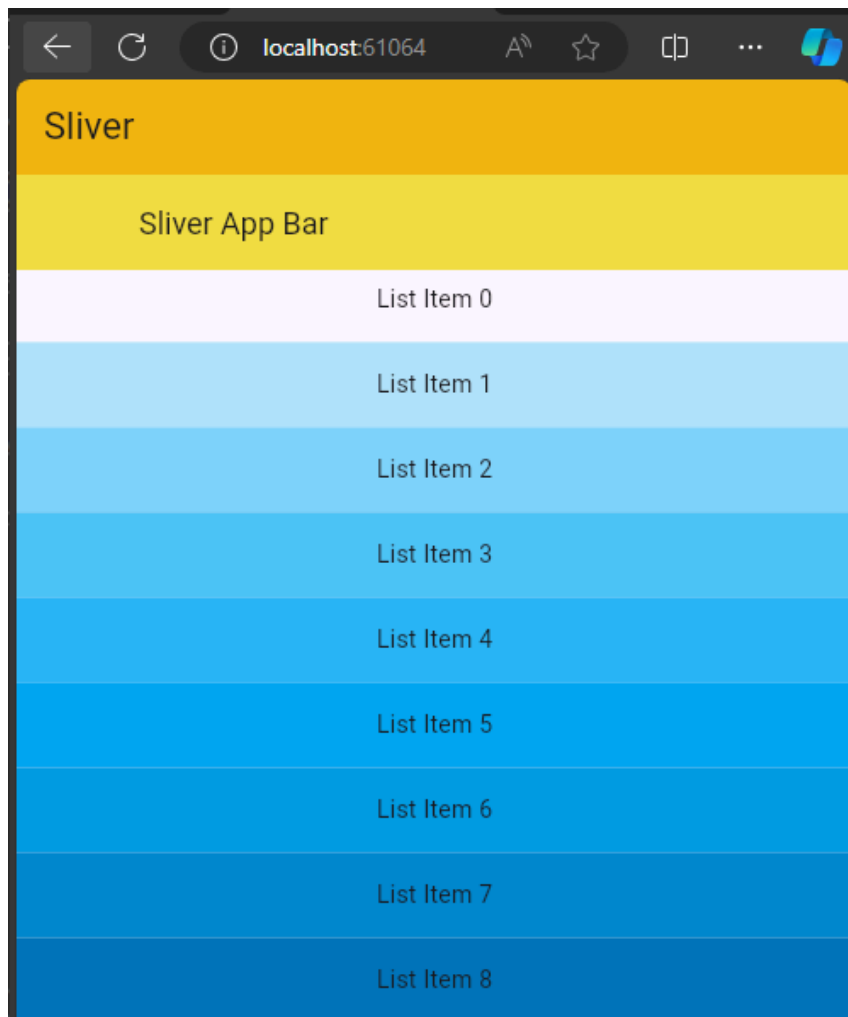 localhost:61064
Sliver
Sliver App Bar
List Item 0
List Item 1
List Item 2
List Item 3
List Item 4
List Item 5
List Item 6
List Item 7
List Item 8